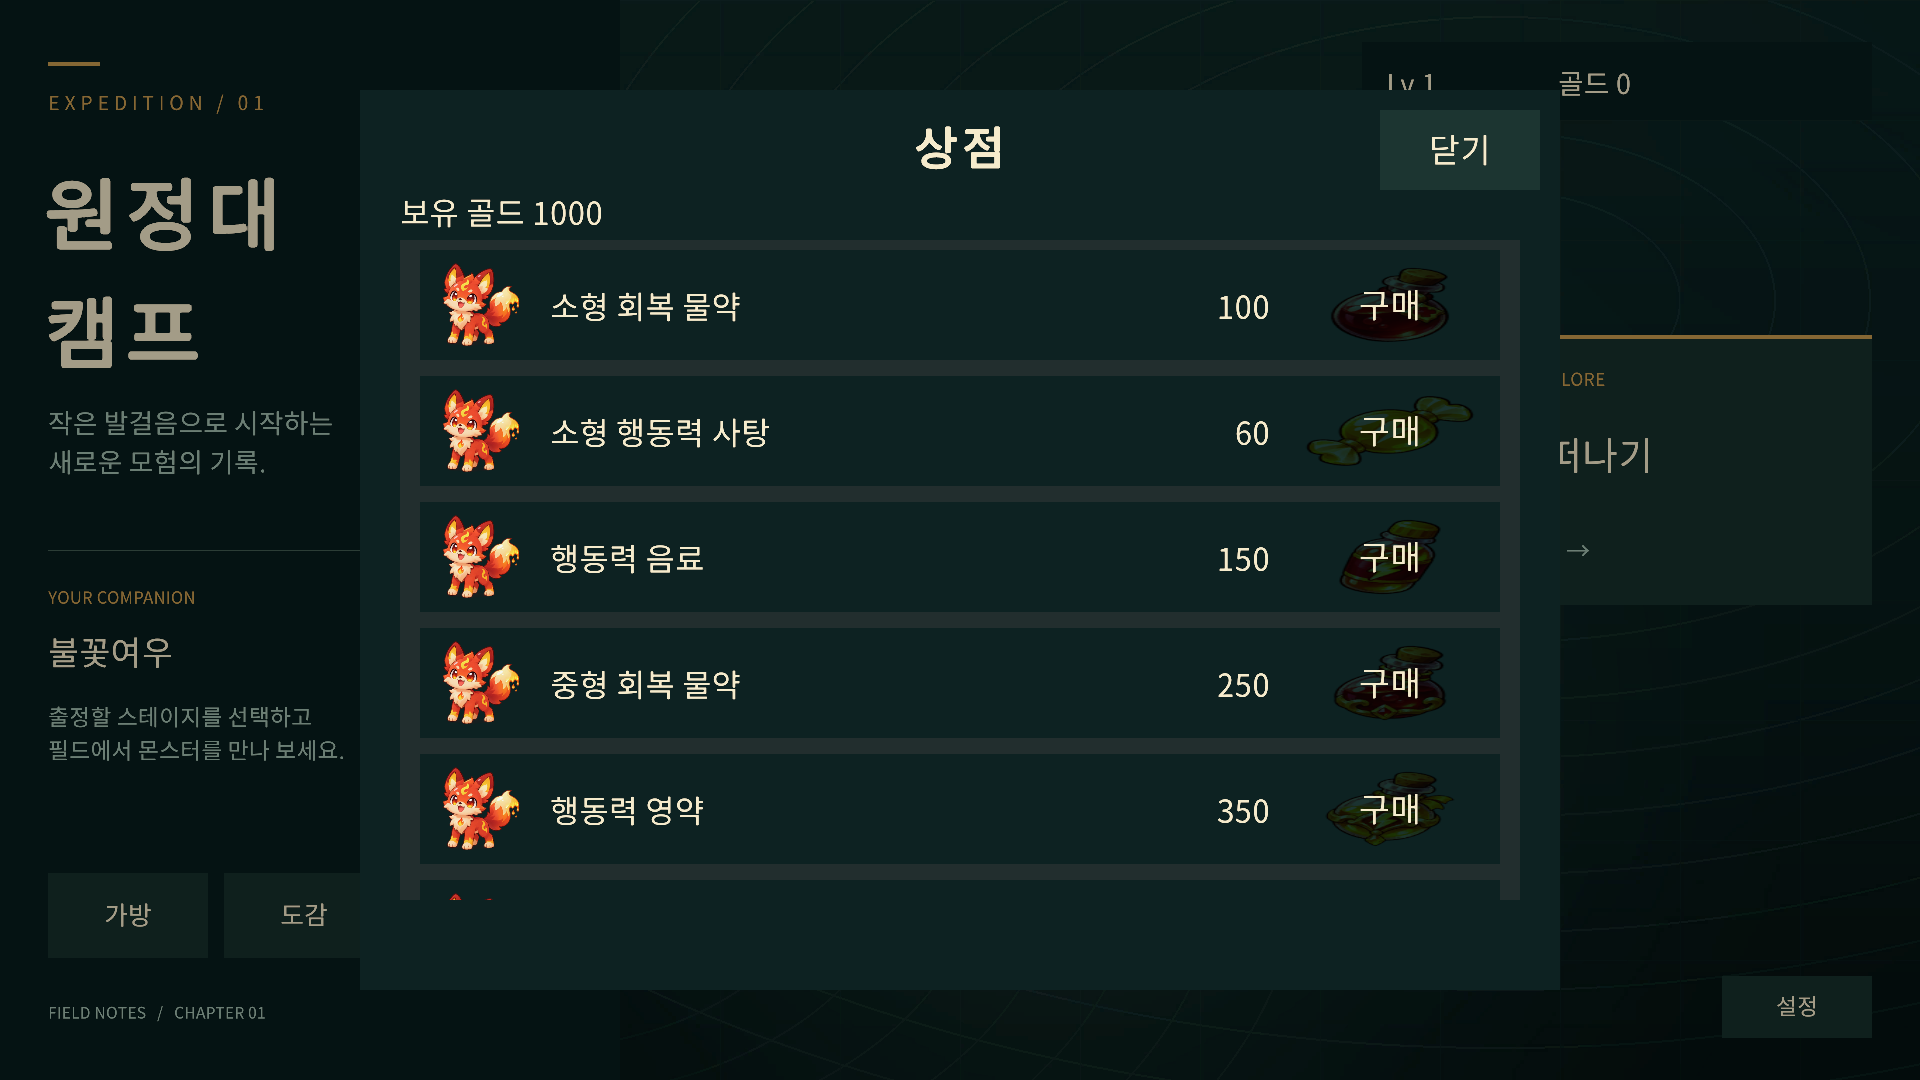 EXPEDITION / 01
원정대
캠프
작은 발걸음으로 시작하는
새로운 모험의 기록.
YOUR COMPANION
불꽃여우
출정할 스테이지를 선택하고
필드에서 몬스터를 만나 보세요.
가방
도감
FIELD NOTES / CHAPTER 01
Lv 1
골드 0
상점
닫기
보유 골드 1000
소형 회복 물약 100 구매
소형 행동력 사탕 60 구매
행동력 음료 150 구매
중형 회복 물약 250 구매
행동력 영약 350 구매
LORE
떠나기
→
설정